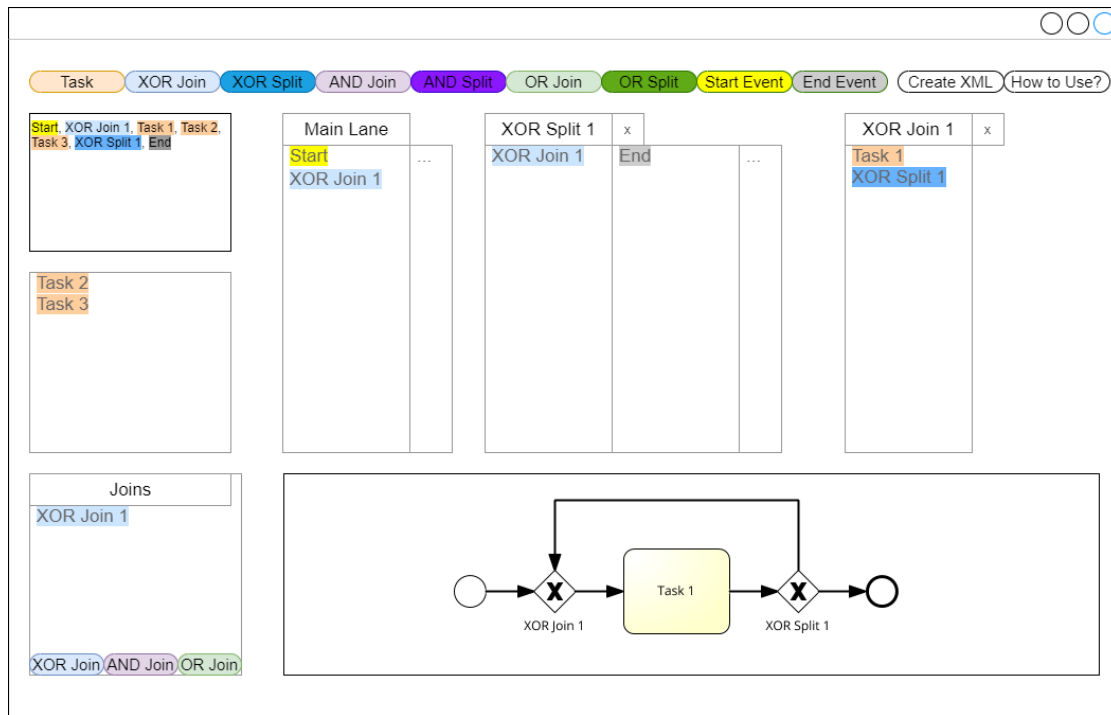 Task XOR Join XOR Split AND Join AND Split OR Join OR Split Start Event End Event Create XML How to Use?
Start, XOR Join 1, Task 1, Task 2,
Task 3, XOR Split 1, End
Task 2
Task 3
Main Lane
Start ...
XOR Join 1
XOR Split 1 x
XOR Join 1 End ...
XOR Join 1 x
Task 1
XOR Split 1
Joins
XOR Join 1
XOR Join AND Join OR Join
X Task 1 X
XOR Join 1 XOR Split 1